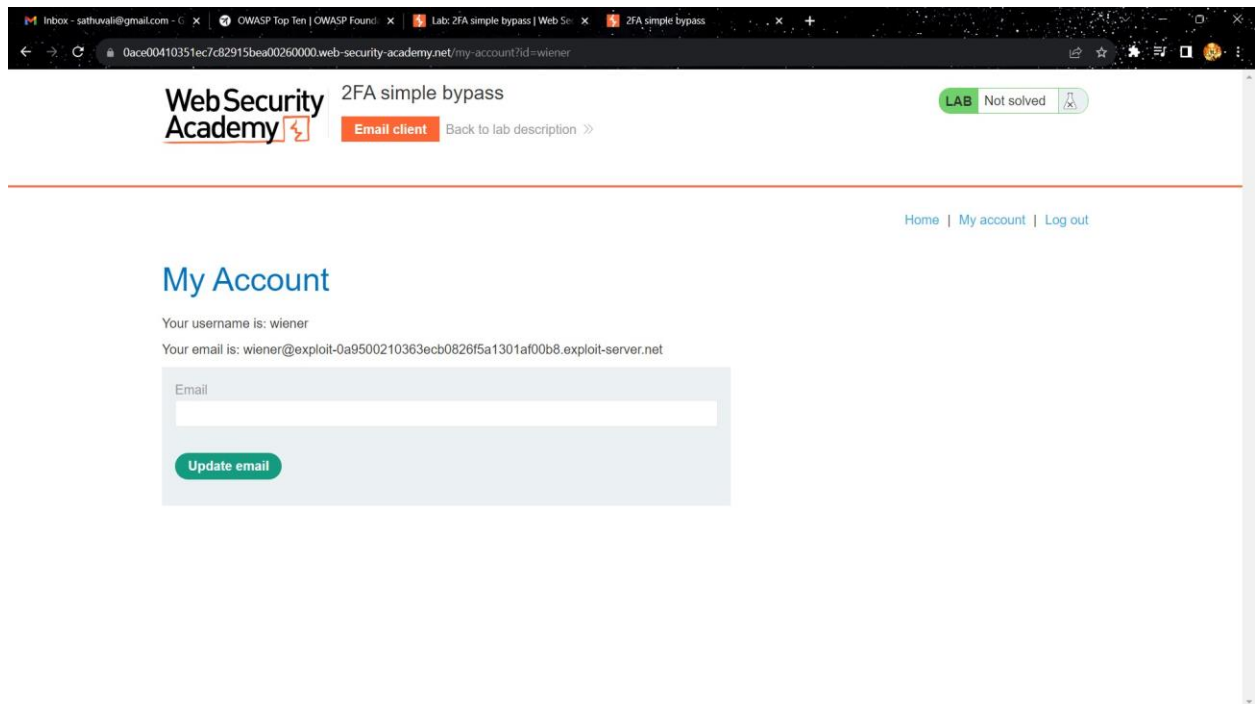 Inbox - sathuvali@gmail.com - G
OWASP Top Ten | OWASP Found
Lab: 2FA simple bypass | Web Se
2FA simple bypass
0ace00410351ec7c82915bea00260000.web-security-academy.net/my-account?id=wiener
Web Security
Academy
2FA simple bypass
Email client Back to lab description
LAB Not solved
Home | My account | Log out
My Account
Your username is: wiener
Your email is: wiener@exploit-0a9500210363ecb0826f5a1301af00b8.exploit-server.net
Email
Update email